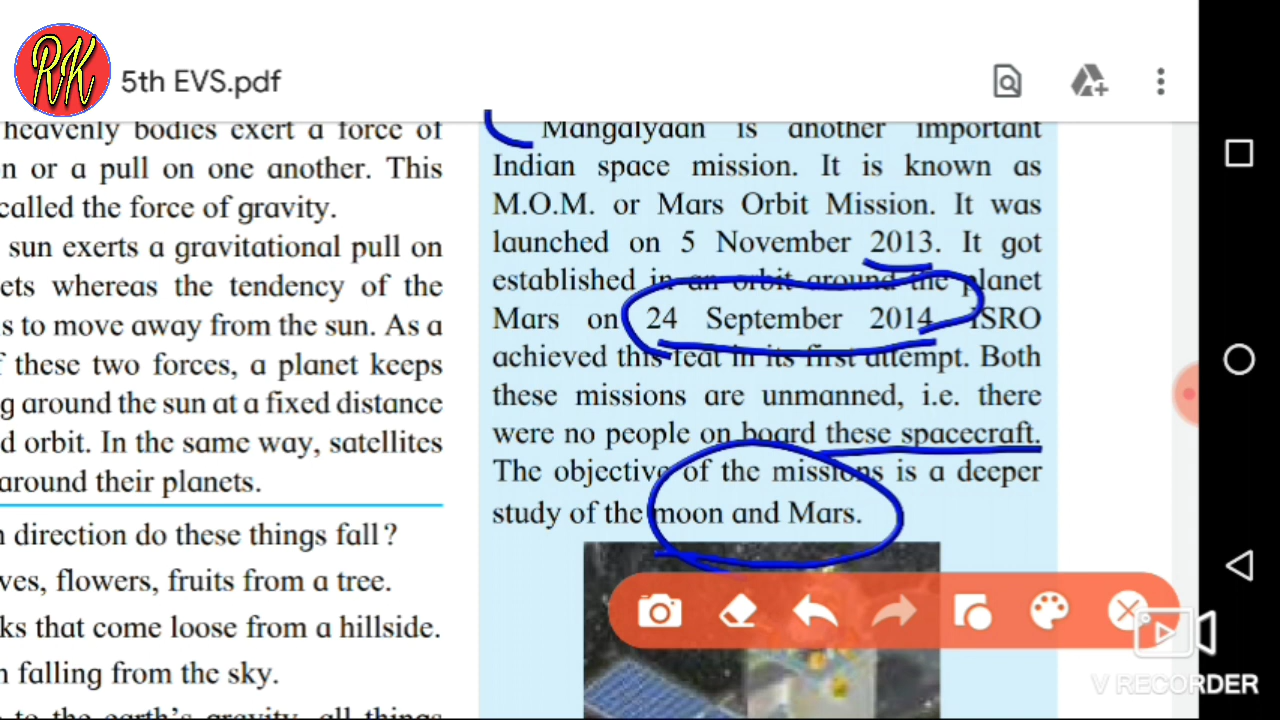 RK
5th EVS.pdf
heavenly bodies exert a force of
n or a pull on one another. This
called the force of gravity.
sun exerts a gravitational pull on
ets whereas the tendency of the
s to move away from the sun. As a
f these two forces, a planet keeps
g around the sun at a fixed distance
d orbit. In the same way, satellites
around their planets.
n direction do these things fall?
ves, flowers, fruits from a tree.
ks that come loose from a hillside.
n falling from the sky.
to the earth's gravity, all things
Mangalyaan is another important
Indian space mission. It is known as
M.O.M. or Mars Orbit Mission. It was
launched on 5 November 2013. It got
established in an orbit around the planet
Mars on 24 September 2014. ISRO
achieved this feat in its first attempt. Both
these missions are unmanned, i.e. there
were no people on board these spacecraft.
The objective of the missions is a deeper
study of the moon and Mars.
V RECORDER